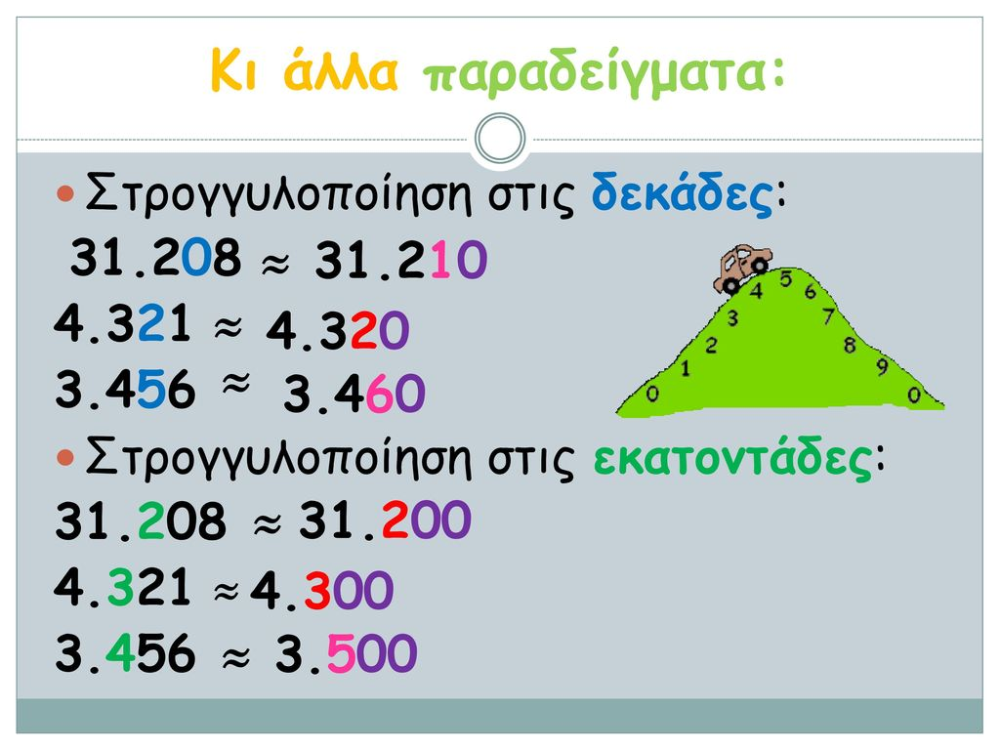 Κι άλλα παραδείγματα:
Στρογγυλοποίηση στις δεκάδες:
31.208 ≈ 31.210
4.321 ≈ 4.320
3.456 ≈ 3.460
0 1 2 3 4 5 6 7 8 9 0
Στρογγυλοποίηση στις εκατοντάδες:
31.208 ≈ 31.200
4.321 ≈ 4.300
3.456 ≈ 3.500